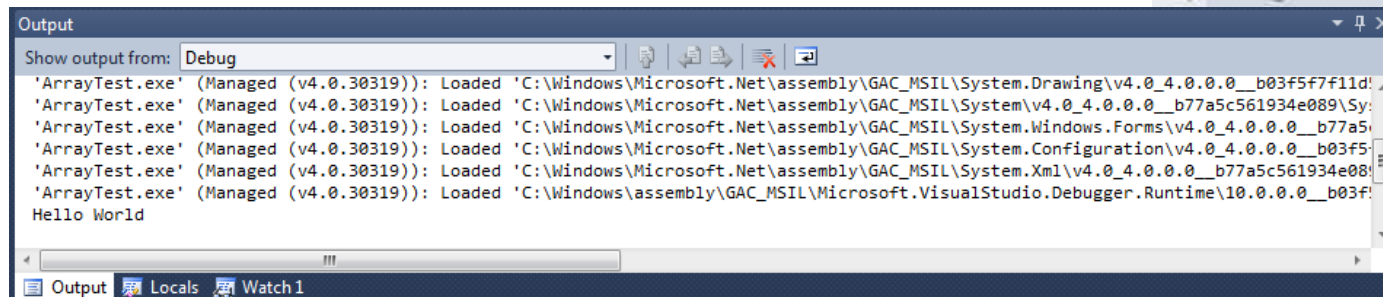 Output
Show output from: Debug
'ArrayTest.exe' (Managed (v4.0.30319)): Loaded 'C:\Windows\Microsoft.Net\assembly\GAC_MSIL\System.Drawing\v4.0_4.0.0.0__b03f5f7f11d5
'ArrayTest.exe' (Managed (v4.0.30319)): Loaded 'C:\Windows\Microsoft.Net\assembly\GAC_MSIL\System\v4.0_4.0.0.0__b77a5c561934e089\Sys
'ArrayTest.exe' (Managed (v4.0.30319)): Loaded 'C:\Windows\Microsoft.Net\assembly\GAC_MSIL\System.Windows.Forms\v4.0_4.0.0.0__b77a5
'ArrayTest.exe' (Managed (v4.0.30319)): Loaded 'C:\Windows\Microsoft.Net\assembly\GAC_MSIL\System.Configuration\v4.0_4.0.0.0__b03f5
'ArrayTest.exe' (Managed (v4.0.30319)): Loaded 'C:\Windows\Microsoft.Net\assembly\GAC_MSIL\System.Xml\v4.0_4.0.0.0__b77a5c561934e08
'ArrayTest.exe' (Managed (v4.0.30319)): Loaded 'C:\Windows\assembly\GAC_MSIL\Microsoft.VisualStudio.Debugger.Runtime\10.0.0.0__b03f
Hello World
Output Locals Watch 1